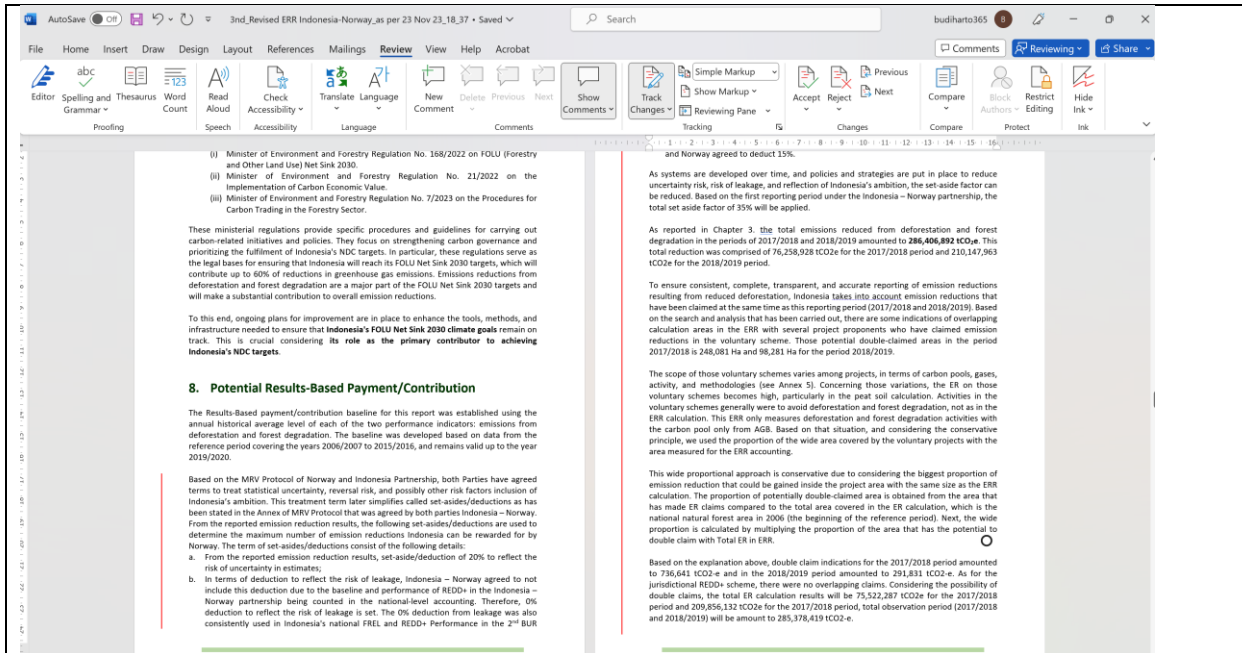 AutoSave Off 3nd_Revised ERR Indonesia-Norway_as per 23 Nov 23_18_37 • Saved Search budiharto365 B
File Home Insert Draw Design Layout References Mailings Review View Help Acrobat Comments Reviewing Share
Editor Spelling and Grammar Thesaurus Word Count Read Aloud Check Accessibility Translate Language New Comment Delete Previous Next Show Comments Track Changes Simple Markup Show Markup Reviewing Pane Accept Reject Previous Next Compare Block Authors Restrict Editing Hide Ink
Proofing Speech Accessibility Language Comments Tracking Changes Compare Protect Ink
(i) Minister of Environment and Forestry Regulation No. 168/2022 on FOLU (Forestry
and Other Land Use) Net Sink 2030.
(ii) Minister of Environment and Forestry Regulation No. 21/2022 on the
Implementation of Carbon Economic Value.
(iii) Minister of Environment and Forestry Regulation No. 7/2023 on the Procedures for
Carbon Trading in the Forestry Sector.
These ministerial regulations provide specific procedures and guidelines for carrying out
carbon-related initiatives and policies. They focus on strengthening carbon governance and
prioritizing the fulfilment of Indonesia's NDC targets. In particular, these regulations serve as
the legal bases for ensuring that Indonesia will reach its FOLU Net Sink 2030 targets, which will
contribute up to 60% of reductions in greenhouse gas emissions. Emissions reductions from
deforestation and forest degradation are a major part of the FOLU Net Sink 2030 targets and
will make a substantial contribution to overall emission reductions.
To this end, ongoing plans for improvement are in place to enhance the tools, methods, and
infrastructure needed to ensure that Indonesia's FOLU Net Sink 2030 climate goals remain on
track. This is crucial considering its role as the primary contributor to achieving
Indonesia's NDC targets.
8. Potential Results-Based Payment/Contribution
The Results-Based payment/contribution baseline for this report was established using the
annual historical average level of each of the two performance indicators: emissions from
deforestation and forest degradation. The baseline was developed based on data from the
reference period covering the years 2006/2007 to 2015/2016, and remains valid up to the year
2019/2020.
Based on the MRV Protocol of Norway and Indonesia Partnership, both Parties have agreed
terms to treat statistical uncertainty, reversal risk, and possibly other risk factors inclusion of
Indonesia's ambition. This treatment term later simplifies called set-asides/deductions as has
been stated in the Annex of MRV Protocol that was agreed by both parties Indonesia – Norway.
From the reported emission reduction results, the following set-asides/deductions are used to
determine the maximum number of emission reductions Indonesia can be rewarded for by
Norway. The term of set-asides/deductions consist of the following details:
a. From the reported emission reduction results, set-aside/deduction of 20% to reflect the
risk of uncertainty in estimates;
b. In terms of deduction to reflect the risk of leakage, Indonesia – Norway agreed to not
include this deduction due to the baseline and performance of REDD+ in the Indonesia –
Norway partnership being counted in the national-level accounting. Therefore, 0%
deduction to reflect the risk of leakage is set. The 0% deduction from leakage was also
consistently used in Indonesia's national FREL and REDD+ Performance in the 2nd BUR
and Norway agreed to deduct 15%.
As systems are developed over time, and policies and strategies are put in place to reduce
uncertainty risk, risk of leakage, and reflection of Indonesia's ambition, the set-aside factor can
be reduced. Based on the first reporting period under the Indonesia – Norway partnership, the
total set aside factor of 35% will be applied.
As reported in Chapter 3. the total emissions reduced from deforestation and forest
degradation in the periods of 2017/2018 and 2018/2019 amounted to 286,406,892 tCO₂e. This
total reduction was comprised of 76,258,928 tCO2e for the 2017/2018 period and 210,147,963
tCO2e for the 2018/2019 period.
To ensure consistent, complete, transparent, and accurate reporting of emission reductions
resulting from reduced deforestation, Indonesia takes into account emission reductions that
have been claimed at the same time as this reporting period (2017/2018 and 2018/2019). Based
on the search and analysis that has been carried out, there are some indications of overlapping
calculation areas in the ERR with several project proponents who have claimed emission
reductions in the voluntary scheme. Those potential double-claimed areas in the period
2017/2018 is 248,081 Ha and 98,281 Ha for the period 2018/2019.
The scope of those voluntary schemes varies among projects, in terms of carbon pools, gases,
activity, and methodologies (see Annex 5). Concerning those variations, the ER on those
voluntary schemes becomes high, particularly in the peat soil calculation. Activities in the
voluntary schemes generally were to avoid deforestation and forest degradation, not as in the
ERR calculation. This ERR only measures deforestation and forest degradation activities with
the carbon pool only from AGB. Based on that situation, and considering the conservative
principle, we used the proportion of the wide area covered by the voluntary projects with the
area measured for the ERR accounting.
This wide proportional approach is conservative due to considering the biggest proportion of
emission reduction that could be gained inside the project area with the same size as the ERR
calculation. The proportion of potentially double-claimed area is obtained from the area that
has made ER claims compared to the total area covered in the ER calculation, which is the
national natural forest area in 2006 (the beginning of the reference period). Next, the wide
proportion is calculated by multiplying the proportion of the area that has the potential to
double claim with Total ER in ERR.
Based on the explanation above, double claim indications for the 2017/2018 period amounted
to 736,641 tCO2-e and in the 2018/2019 period amounted to 291,831 tCO2-e. As for the
jurisdictional REDD+ scheme, there were no overlapping claims. Considering the possibility of
double claims, the total ER calculation results will be 75,522,287 tCO2e for the 2017/2018
period and 209,856,132 tCO2e for the 2017/2018 period, total observation period (2017/2018
and 2018/2019) will be amount to 285,378,419 tCO2-e.